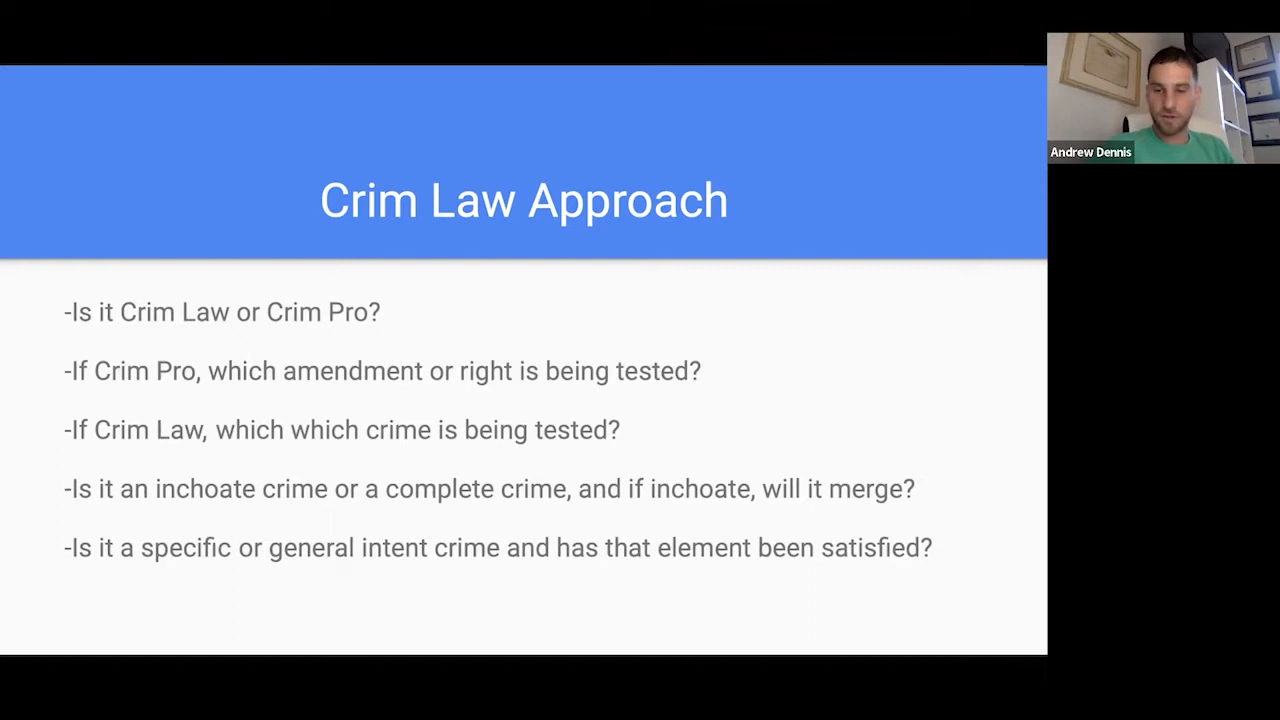 Crim Law Approach
-Is it Crim Law or Crim Pro?
-If Crim Pro, which amendment or right is being tested?
-If Crim Law, which which crime is being tested?
-Is it an inchoate crime or a complete crime, and if inchoate, will it merge?
-Is it a specific or general intent crime and has that element been satisfied?
Andrew Dennis